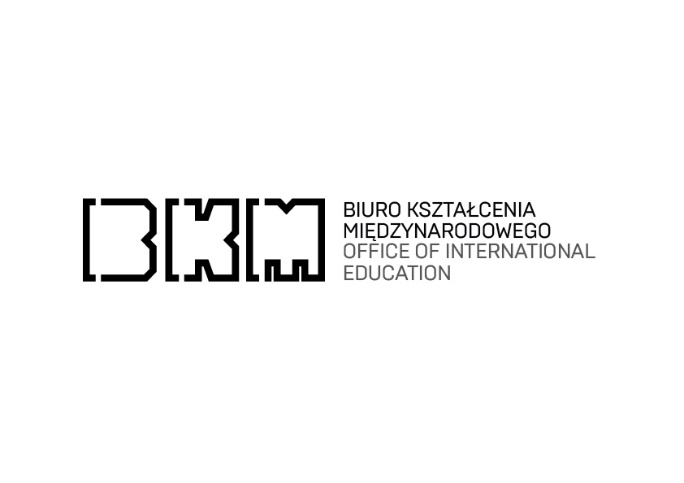 BKM
BIURO KSZTAŁCENIA
MIĘDZYNARODOWEGO
OFFICE OF INTERNATIONAL
EDUCATION